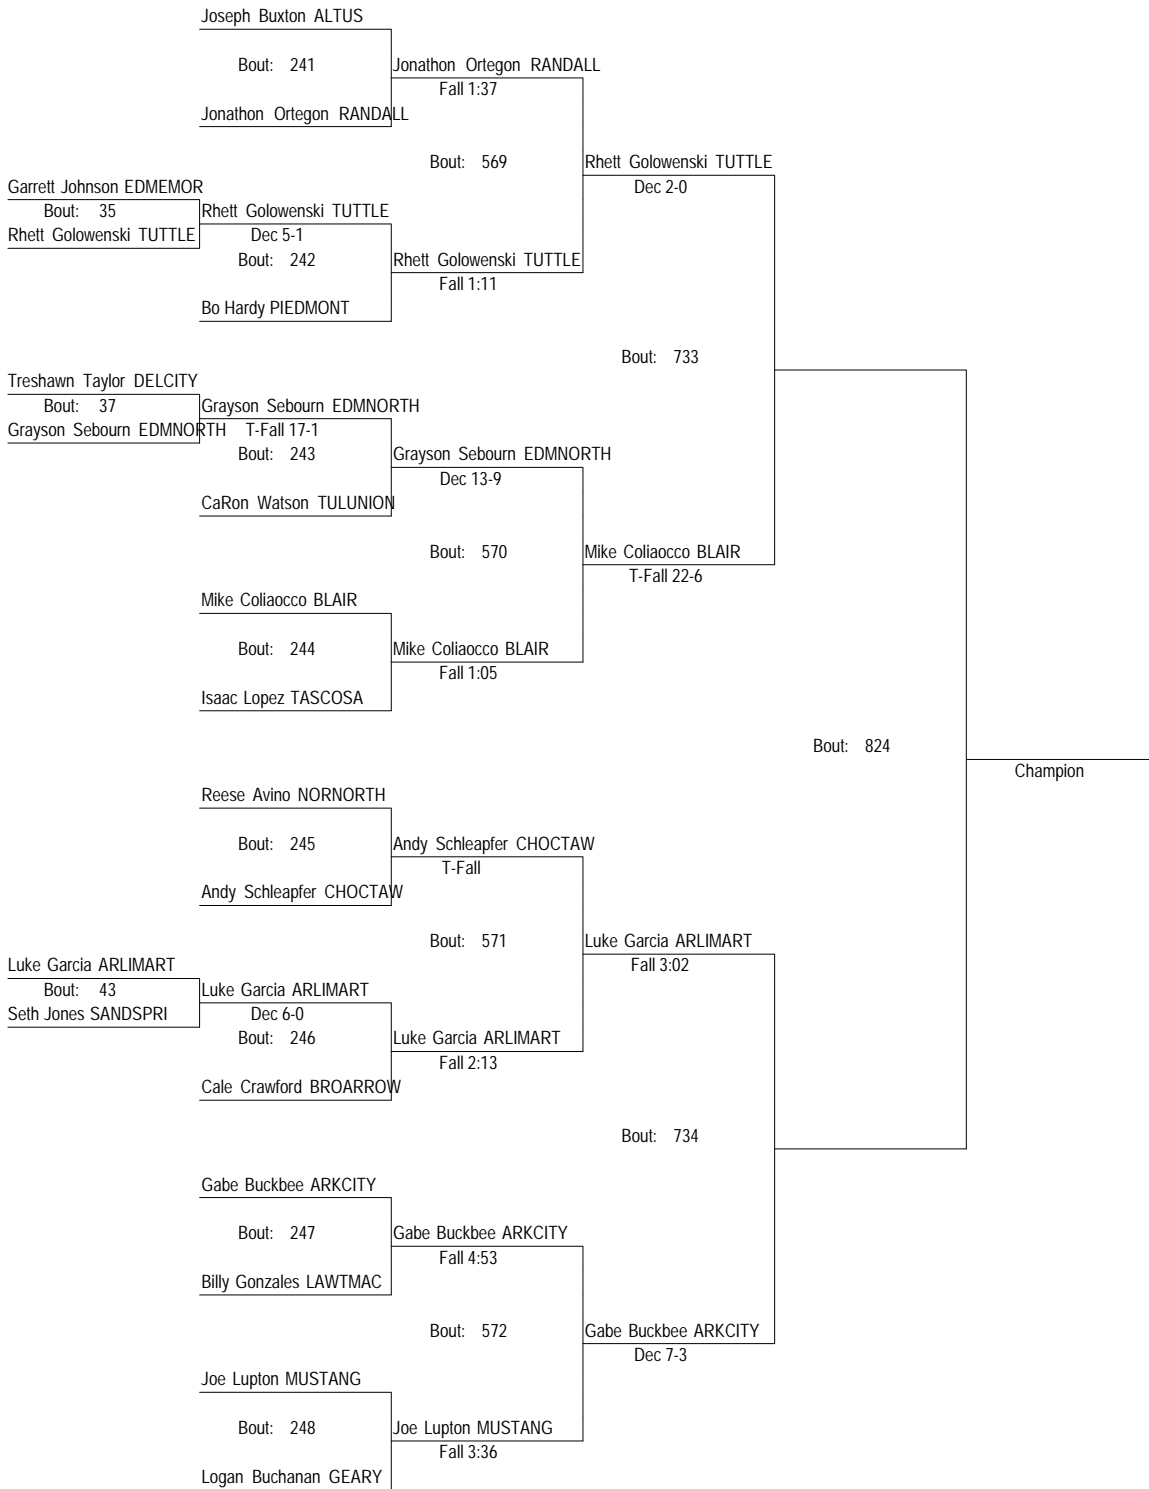 Joseph Buxton ALTUS
Bout: 241
Jonathon Ortegon RANDALL
Fall 1:37
Jonathon Ortegon RANDALL
Bout: 569
Rhett Golowenski TUTTLE
Dec 2-0
Garrett Johnson EDMEMOR
Bout: 35
Rhett Golowenski TUTTLE
Rhett Golowenski TUTTLE
Dec 5-1
Bout: 242
Rhett Golowenski TUTTLE
Fall 1:11
Bo Hardy PIEDMONT
Bout: 733
Treshawn Taylor DELCITY
Bout: 37
Grayson Sebourn EDMNORTH
Grayson Sebourn EDMNORTH
T-Fall 17-1
Bout: 243
Grayson Sebourn EDMNORTH
Dec 13-9
CaRon Watson TULUNION
Bout: 570
Mike Coliaocco BLAIR
T-Fall 22-6
Mike Coliaocco BLAIR
Bout: 244
Mike Coliaocco BLAIR
Fall 1:05
Isaac Lopez TASCOSA
Bout: 824
Champion
Reese Avino NORNORTH
Bout: 245
Andy Schleapfer CHOCTAW
T-Fall
Andy Schleapfer CHOCTAW
Bout: 571
Luke Garcia ARLIMART
Fall 3:02
Luke Garcia ARLIMART
Bout: 43
Seth Jones SANDSPRI
Luke Garcia ARLIMART
Dec 6-0
Bout: 246
Luke Garcia ARLIMART
Fall 2:13
Cale Crawford BROARROW
Bout: 734
Gabe Buckbee ARKCITY
Bout: 247
Gabe Buckbee ARKCITY
Fall 4:53
Billy Gonzales LAWTMAC
Bout: 572
Gabe Buckbee ARKCITY
Dec 7-3
Joe Lupton MUSTANG
Bout: 248
Joe Lupton MUSTANG
Fall 3:36
Logan Buchanan GEARY